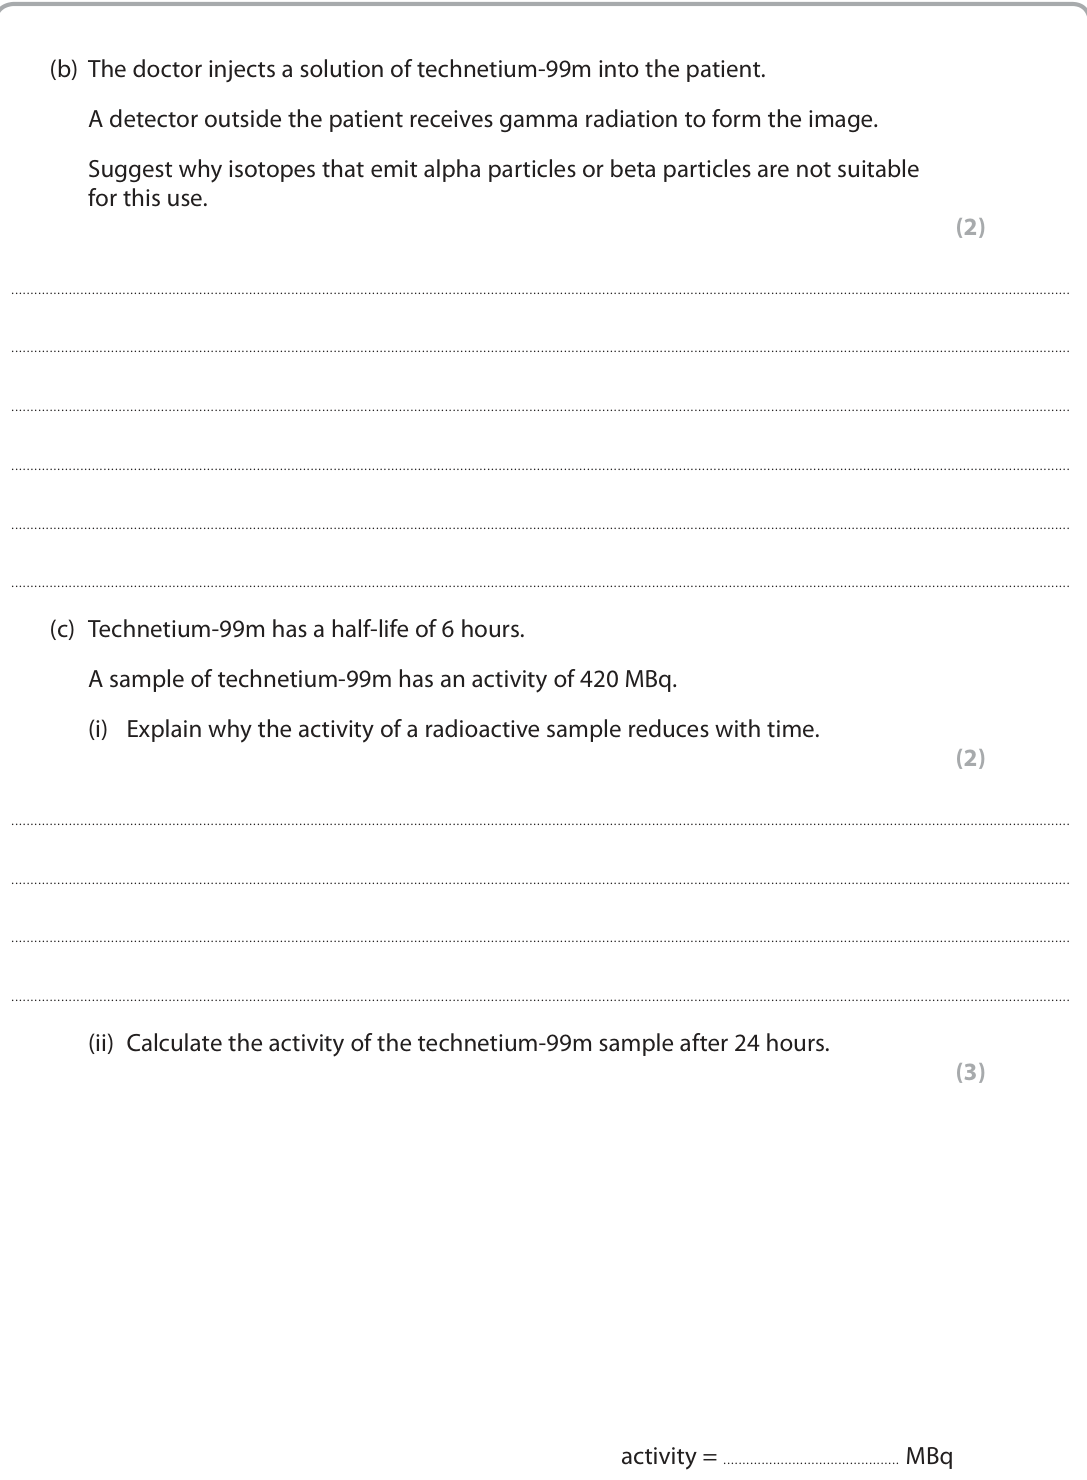 (b) The doctor injects a solution of technetium-99m into the patient.
A detector outside the patient receives gamma radiation to form the image.
Suggest why isotopes that emit alpha particles or beta particles are not suitable
for this use.
(2)
(c) Technetium-99m has a half-life of 6 hours.
A sample of technetium-99m has an activity of 420 MBq.
(i) Explain why the activity of a radioactive sample reduces with time.
(2)
(ii) Calculate the activity of the technetium-99m sample after 24 hours.
(3)
activity = ............................................. MBq